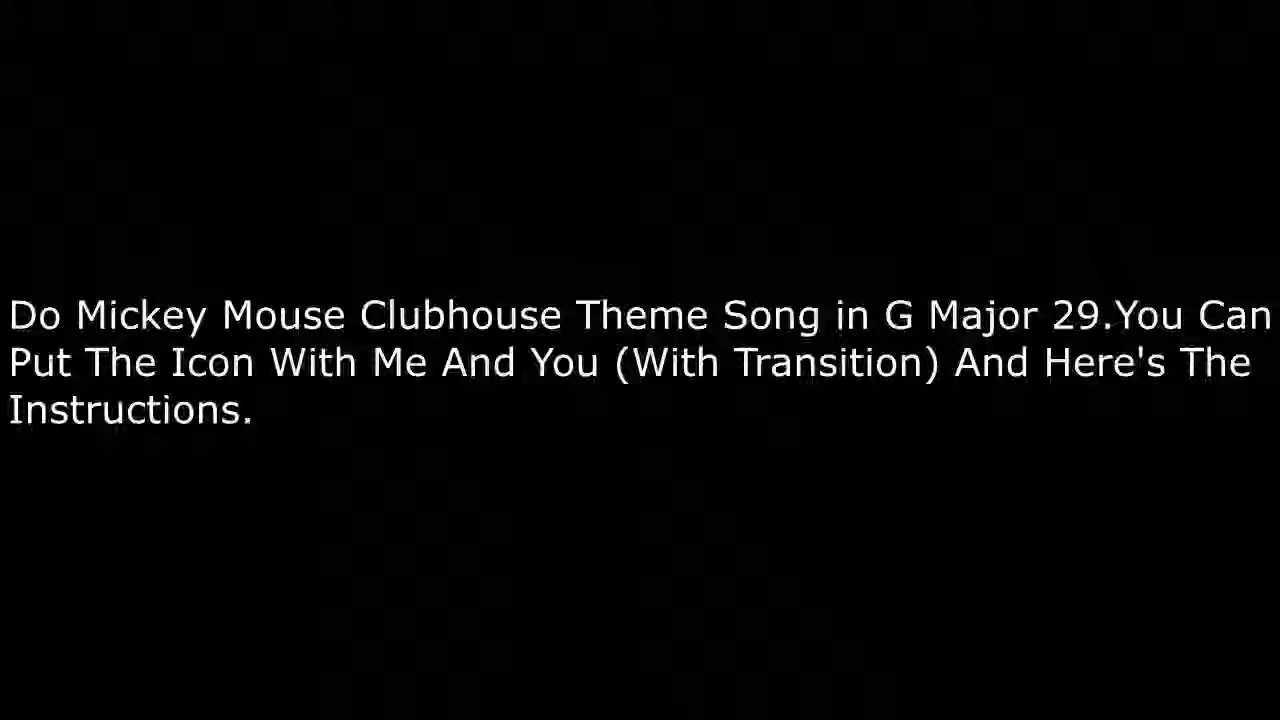 Do Mickey Mouse Clubhouse Theme Song in G Major 29.You Can
Put The Icon With Me And You (With Transition) And Here's The
Instructions.